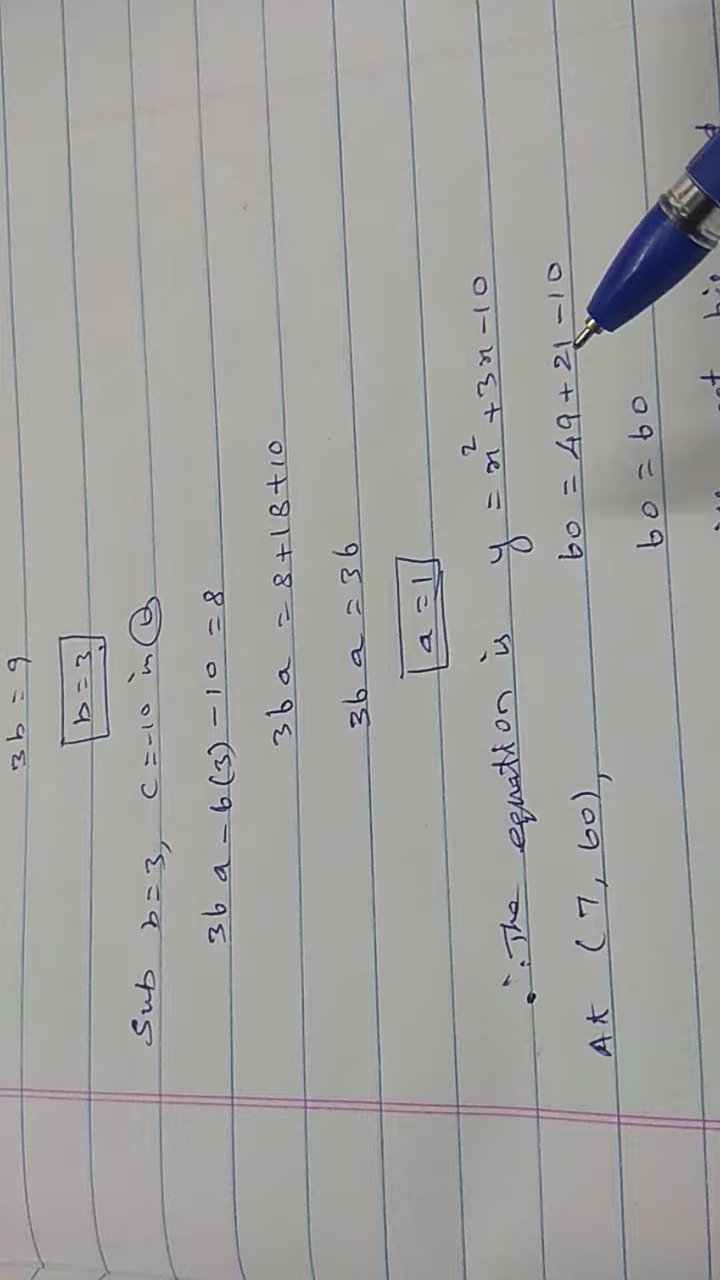 3b = 9
b = 3.
Sub b = 3, c = -10 in
36a - 6(3) - 10 = 8
36a = 8 + 18 + 10
36a = 36
a = 1
∴ The equation is y = x² + 3x - 10
At (7, 60), 60 = 49 + 21 - 10
60 = 60